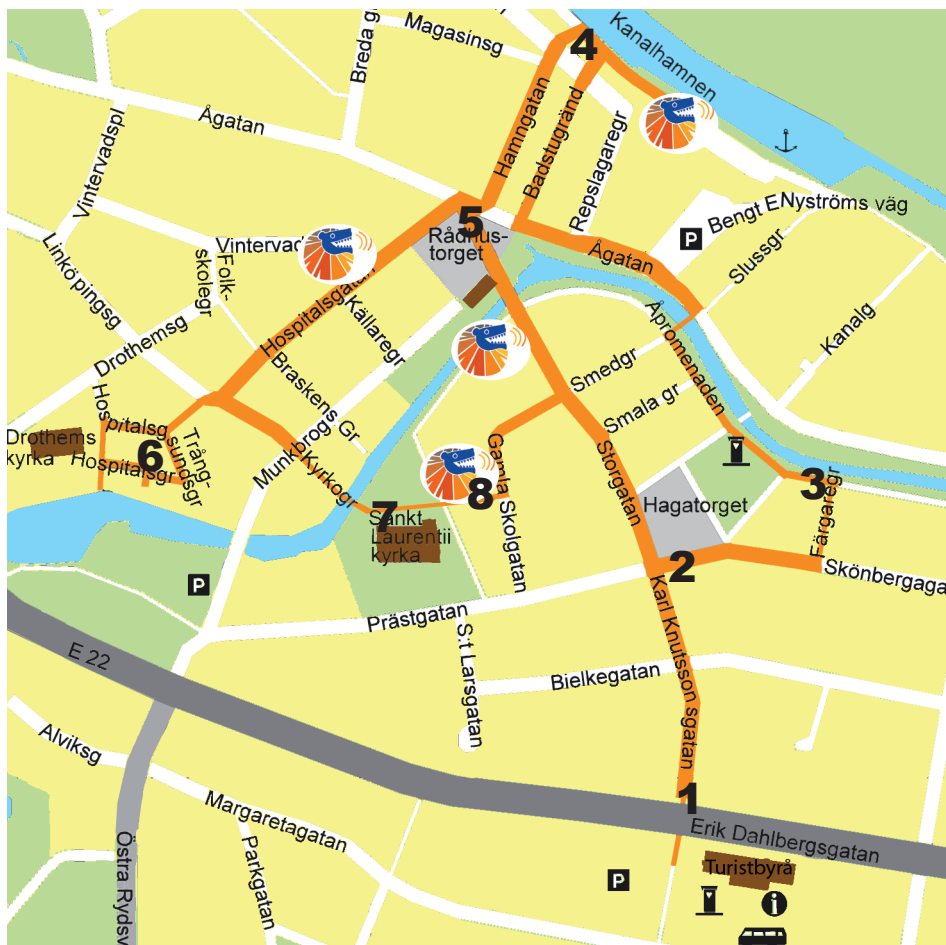 Kanalhamnen
Magasinsg
Breda g
4
Ågatan
Hamngatan
Badstugränd
Repslagaregr
Vintervadspl
5
Rådhus-
torget
P
Bengt E Nyströms väg
Vintervad
Folk-
skolegr
Ågatan
Slussgr
Linköpingsg
Hospitalsgatan
Källaregr
Åpromenaden
Kanalg
Drothemsg
Braskens Gr
Smedgr
Smala gr
Hospitalsg
Trång-
sundsgr
Drothems
kyrka
6
Hospitalsgr
Munkbrog
Kyrkogr
Gamla
Skolgatan
Storgatan
3
8
7
Sankt
Laurentii
kyrka
Hagatorget
Färgaregr
2
Skönbergaga
P
Prästgatan
Karl Knutsson sgatan
S:t Larsgatan
E 22
Bielkegatan
Alviksg
1
Margaretagatan
Erik Dahlbergsgatan
Parkgatan
Östra Rydsv
Turistbyrå
P
i